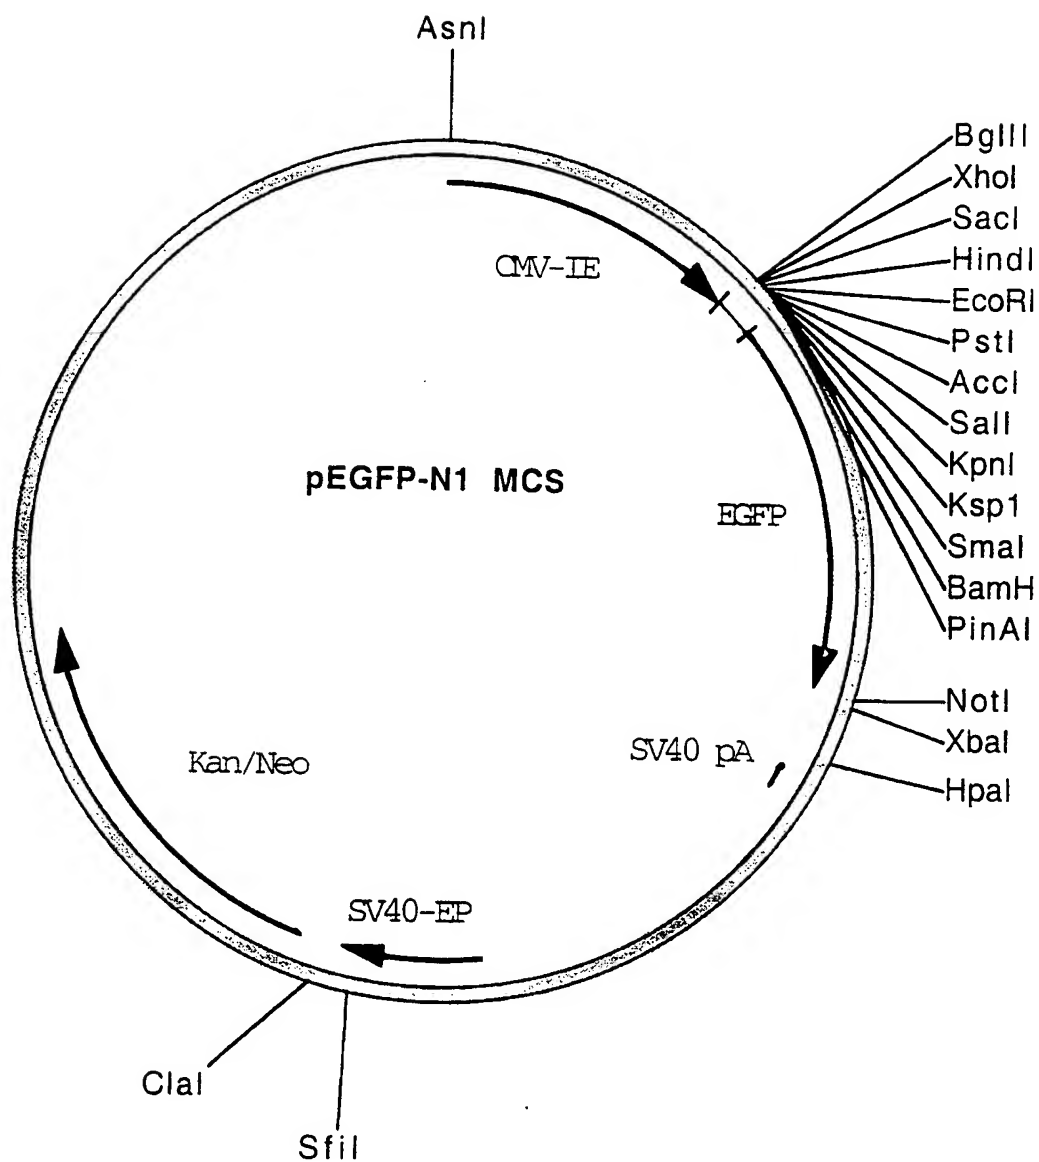 AsnI
BglII
XhoI
SacI
HindI
EcoRI
PstI
AccI
SalI
KpnI
Ksp1
SmaI
BamH
PinAI
CMV-IE
pEGFP-N1 MCS
EGFP
NotI
XbaI
HpaI
SV40 pA
Kan/Neo
SV40-EP
ClaI
SfiI